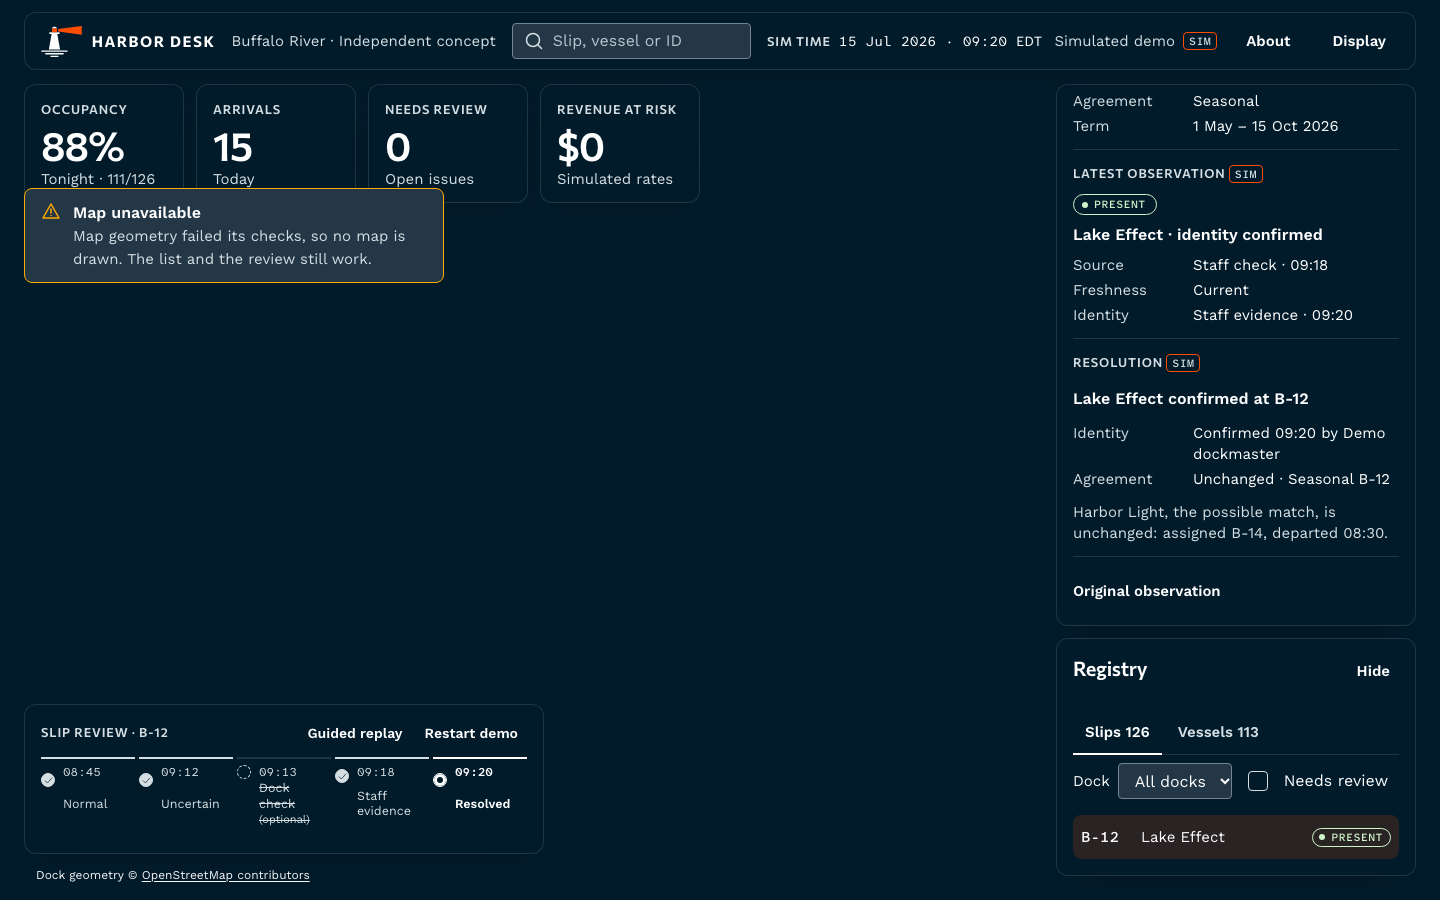 HARBOR DESK
Buffalo River · Independent concept
Slip, vessel or ID
SIM TIME 15 Jul 2026 · 09:20 EDT
Simulated demo SIM
About
Display
OCCUPANCY
88%
Tonight · 111/126
ARRIVALS
15
Today
NEEDS REVIEW
0
Open issues
REVENUE AT RISK
$0
Simulated rates
Map unavailable
Map geometry failed its checks, so no map is
drawn. The list and the review still work.
Agreement Seasonal
Term 1 May – 15 Oct 2026
LATEST OBSERVATION SIM
PRESENT
Lake Effect · identity confirmed
Source Staff check · 09:18
Freshness Current
Identity Staff evidence · 09:20
RESOLUTION SIM
Lake Effect confirmed at B-12
Identity Confirmed 09:20 by Demo
dockmaster
Agreement Unchanged · Seasonal B-12
Harbor Light, the possible match, is
unchanged: assigned B-14, departed 08:30.
Original observation
Registry
Hide
Slips 126
Vessels 113
Dock All docks Needs review
B-12 Lake Effect PRESENT
SLIP REVIEW · B-12
Guided replay
Restart demo
08:45
Normal
09:12
Uncertain
09:13
Dock
check
(optional)
09:18
Staff
evidence
09:20
Resolved
Dock geometry © OpenStreetMap contributors